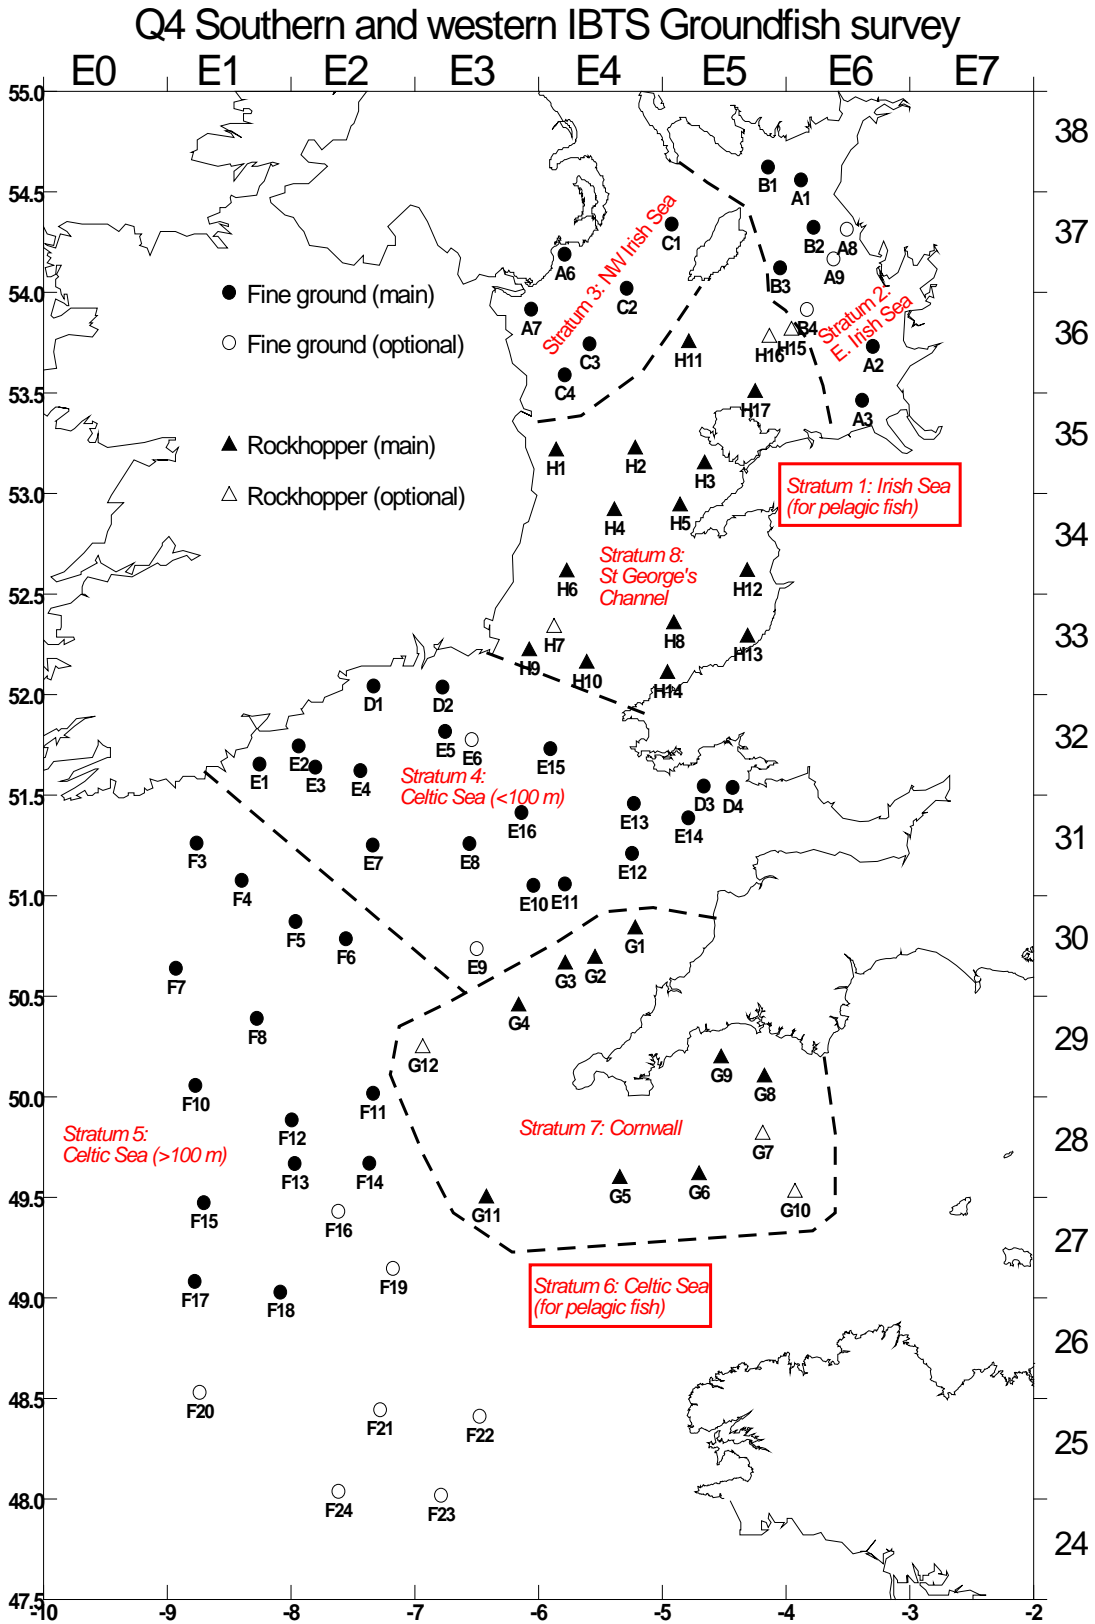 Q4 Southern and western IBTS Groundfish survey
E0 E1 E2 E3 E4 E5 E6 E7
55.0
38
B1
A1
54.5
Stratum 3: NW Irish Sea
C1
B2
A8
37
A6
A9
B3
54.0
Fine ground (main)
C2
Stratum 2:
E. Irish Sea
A7
B4
H15
H16
36
Fine ground (optional)
C3
H11
A2
C4
53.5
H17
A3
35
Rockhopper (main)
H1
H2
H3
Stratum 1: Irish Sea
(for pelagic fish)
Rockhopper (optional)
53.0
H4
H5
34
Stratum 8:
St George's
Channel
H6
H12
52.5
H7
H8
H13
33
H9
H10
H14
52.0
D1
D2
E5
E6
32
E1
E2
E3
E4
E15
Stratum 4:
Celtic Sea (<100 m)
D3
D4
51.5
E16
E13
E14
31
F3
E7
E8
E12
F4
51.0
E10
E11
F5
F6
G1
30
E9
G3
G2
F7
50.5
G4
F8
29
G12
G9
G8
F10
F11
50.0
F12
Stratum 5:
Celtic Sea (>100 m)
Stratum 7: Cornwall
G7
28
F13
F14
G5
G6
G10
G11
49.5
F15
F16
27
F19
F17
F18
Stratum 6: Celtic Sea
(for pelagic fish)
49.0
26
F20
48.5
F21
F22
25
F24
F23
48.0
24
47.5
-10 -9 -8 -7 -6 -5 -4 -3 -2